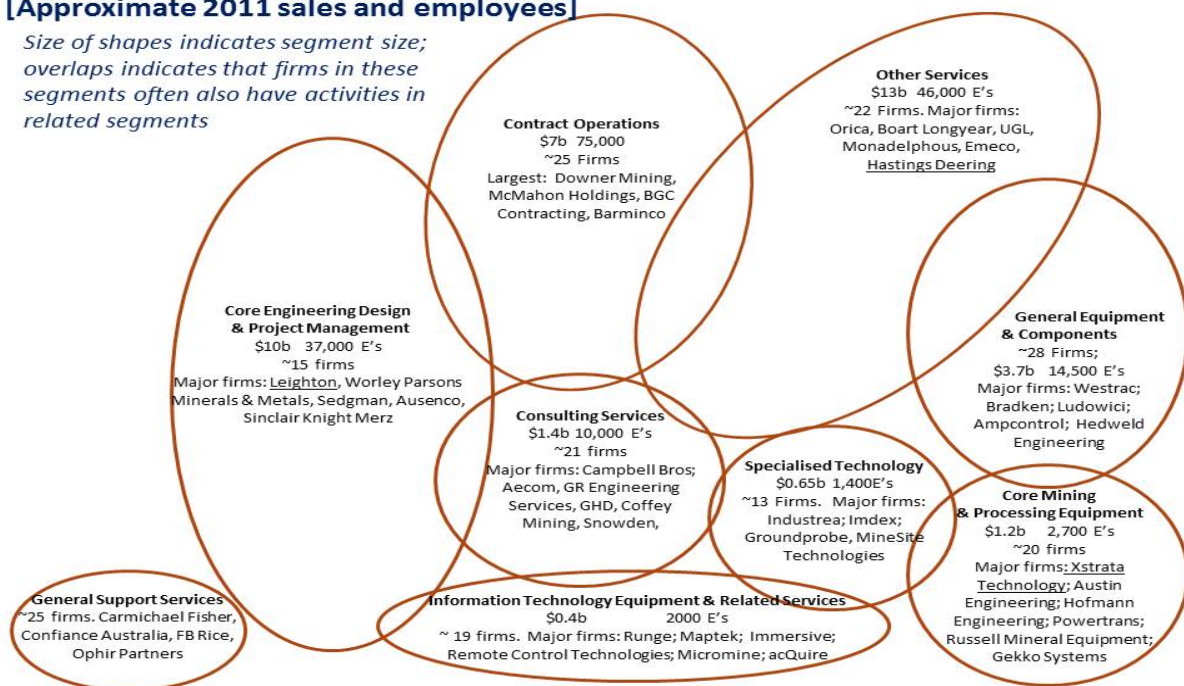 [Approximate 2011 sales and employees]
Size of shapes indicates segment size;
overlaps indicates that firms in these
segments often also have activities in
related segments
Contract Operations
$7b 75,000
~25 Firms
Largest: Downer Mining,
McMahon Holdings, BGC
Contracting, Barminco
Other Services
$13b 46,000 E's
~22 Firms. Major firms:
Orica, Boart Longyear, UGL,
Monadelphous, Emeco,
Hastings Deering
Core Engineering Design
& Project Management
$10b 37,000 E's
~15 firms
Major firms: Leighton, Worley Parsons
Minerals & Metals, Sedgman, Ausenco,
Sinclair Knight Merz
General Equipment
& Components
~28 Firms;
$3.7b 14,500 E's
Major firms: Westrac;
Bradken; Ludowici;
Ampcontrol; Hedweld
Engineering
Consulting Services
$1.4b 10,000 E's
~21 firms
Major firms: Campbell Bros;
Aecom, GR Engineering
Services, GHD, Coffey
Mining, Snowden,
Specialised Technology
$0.65b 1,400E's
~13 Firms. Major firms:
Industrea; Imdex;
Groundprobe, MineSite
Technologies
Core Mining
& Processing Equipment
$1.2b 2,700 E's
~20 firms
Major firms: Xstrata
Technology; Austin
Engineering; Hofmann
Engineering; Powertrans;
Russell Mineral Equipment;
Gekko Systems
General Support Services
~25 firms. Carmichael Fisher,
Confiance Australia, FB Rice,
Ophir Partners
Information Technology Equipment & Related Services
$0.4b 2000 E's
~ 19 firms. Major firms: Runge; Maptek; Immersive;
Remote Control Technologies; Micromine; acQuire